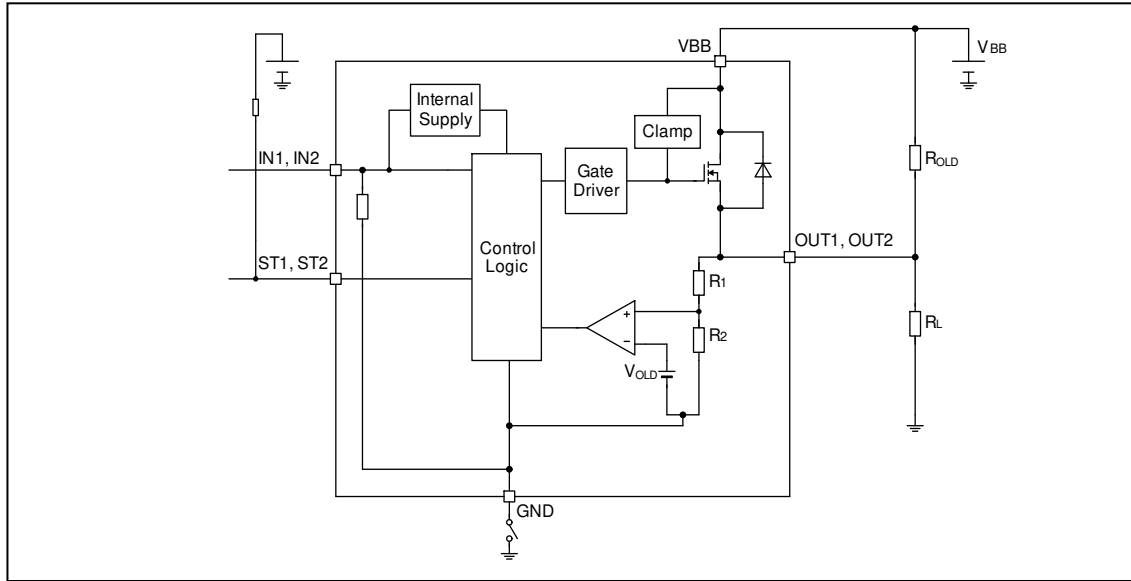 VBB
VBB
Internal
Supply
Clamp
IN1, IN2
Gate
Driver
ROLD
OUT1, OUT2
Control
Logic
ST1, ST2
R1
+
R2
RL
−
VOLD
GND